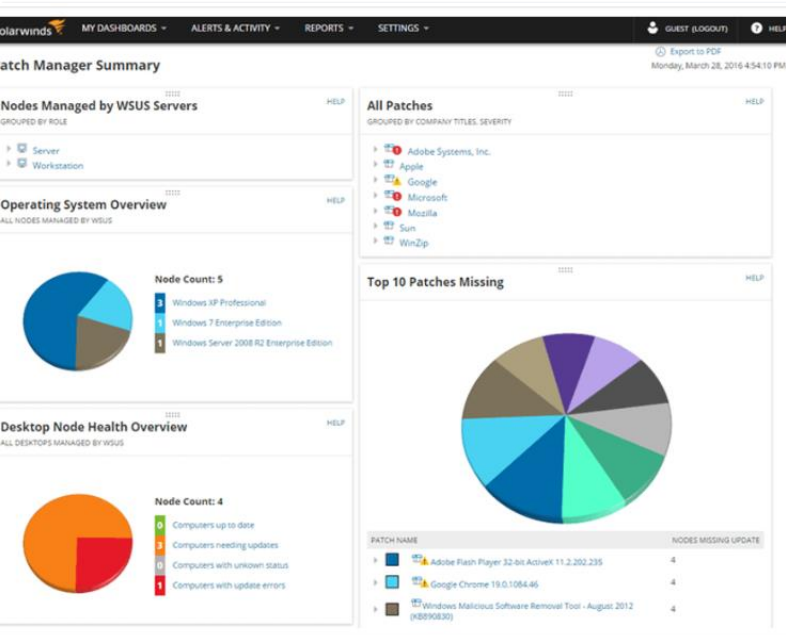 olarwinds
MY DASHBOARDS
ALERTS & ACTIVITY
REPORTS
SETTINGS
GUEST (LOGOUT)
HELP
Export to PDF
atch Manager Summary
Monday, March 28, 2016 4:54:10 PM
Nodes Managed by WSUS Servers
HELP
GROUPED BY ROLE
Server
Workstation
Operating System Overview
HELP
ALL NODES MANAGED BY WSUS
Node Count: 5
3 Windows XP Professional
1 Windows 7 Enterprise Edition
1 Windows Server 2008 R2 Enterprise Edition
Desktop Node Health Overview
HELP
ALL DESKTOPS MANAGED BY WSUS
Node Count: 4
0 Computers up to date
3 Computers needing updates
0 Computers with unkown status
1 Computers with update errors
All Patches
HELP
GROUPED BY COMPANY TITLES, SEVERITY
Adobe Systems, Inc.
Apple
Google
Microsoft
Mozilla
Sun
WinZip
Top 10 Patches Missing
HELP
PATCH NAME NODES MISSING UPDATE
Adobe Flash Player 32-bit ActiveX 11.2.202.235 4
Google Chrome 19.0.1084.46 4
Windows Malicious Software Removal Tool - August 2012 4
(KB890830)